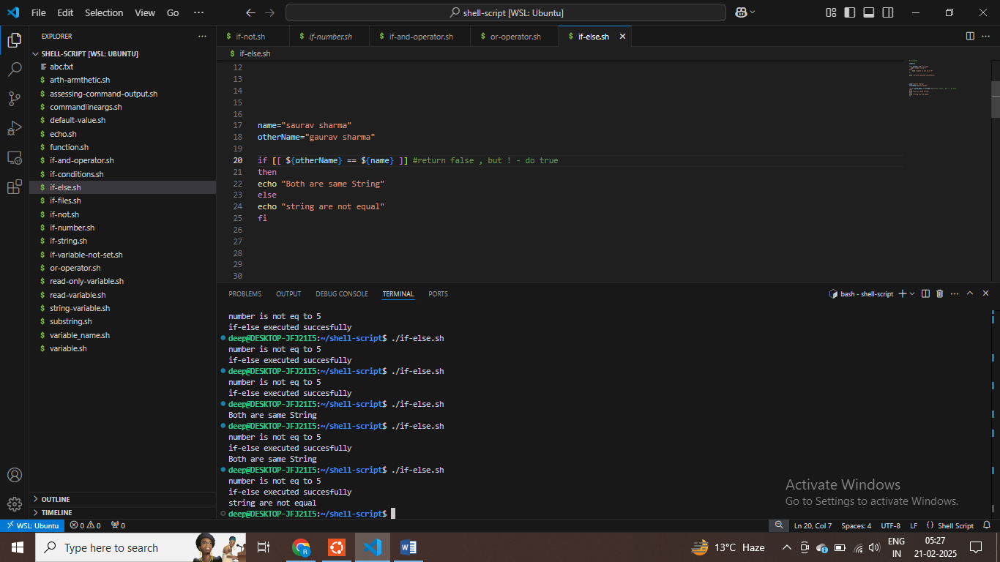 File Edit Selection View Go ··· shell-script [WSL: Ubuntu]
EXPLORER ···
SHELL-SCRIPT [WSL: UBUNTU]
abc.txt
$ arth-armthetic.sh
$ assessing-command-output.sh
$ commandlineargs.sh
$ default-value.sh
$ echo.sh
$ function.sh
$ if-and-operator.sh
$ if-conditions.sh
$ if-else.sh
$ if-files.sh
$ if-not.sh
$ if-number.sh
$ if-string.sh
$ if-variable-not-set.sh
$ or-operator.sh
$ read-only-variable.sh
$ read-variable.sh
$ string-variable.sh
$ substring.sh
$ variable_name.sh
$ variable.sh
OUTLINE
TIMELINE
$ if-not.sh $ if-number.sh $ if-and-operator.sh $ or-operator.sh $ if-else.sh
$ if-else.sh
12
13
14
15
16
17 name="saurav sharma"
18 otherName="gaurav sharma"
19
20 if [[ ${otherName} == ${name} ]] #return false , but ! - do true
21 then
22 echo "Both are same String"
23 else
24 echo "string are not equal"
25 fi
26
27
28
29
30
PROBLEMS OUTPUT DEBUG CONSOLE TERMINAL PORTS bash - shell-script
number is not eq to 5
if-else executed succesfully
deep@DESKTOP-JFJ21I5:~/shell-script$ ./if-else.sh
number is not eq to 5
if-else executed succesfully
deep@DESKTOP-JFJ21I5:~/shell-script$ ./if-else.sh
number is not eq to 5
if-else executed succesfully
deep@DESKTOP-JFJ21I5:~/shell-script$ ./if-else.sh
Both are same String
deep@DESKTOP-JFJ21I5:~/shell-script$ ./if-else.sh
number is not eq to 5
if-else executed succesfully
Both are same String
deep@DESKTOP-JFJ21I5:~/shell-script$ ./if-else.sh
number is not eq to 5
if-else executed succesfully
string are not equal
deep@DESKTOP-JFJ21I5:~/shell-script$
Activate Windows
Go to Settings to activate Windows.
WSL: Ubuntu 0 0 0 Ln 20, Col 7 Spaces: 4 UTF-8 LF {} Shell Script
Type here to search 13°C Haze ENG IN 05:27 21-02-2025